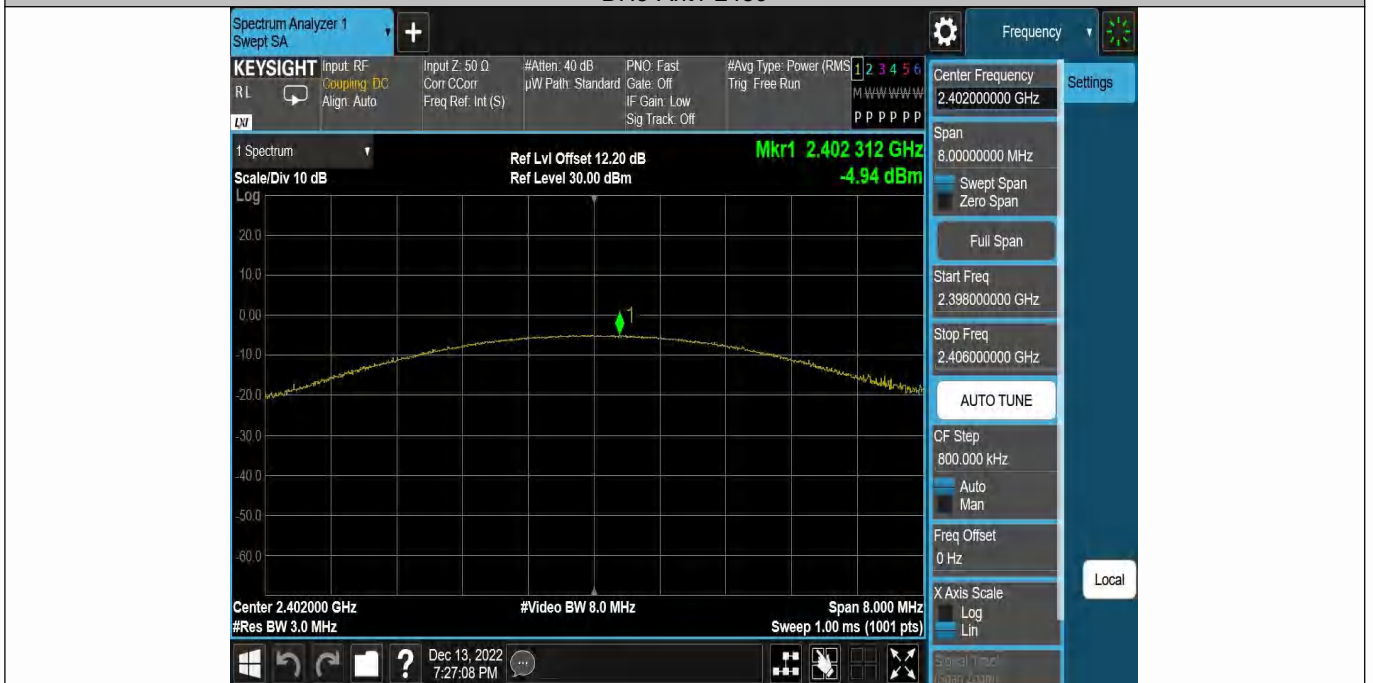 Spectrum Analyzer 1
Swept SA
+
Frequency
KEYSIGHT
RL
LXI
Input: RF
Coupling: DC
Align: Auto
Input Z: 50 Ω
Corr CCorr
Freq Ref: Int (S)
#Atten: 40 dB
µW Path: Standard
PNO: Fast
Gate: Off
IF Gain: Low
Sig Track: Off
#Avg Type: Power (RMS
Trig: Free Run
1 2 3 4 5 6
M W W W W W
P P P P P P
1 Spectrum
Scale/Div 10 dB
Log
Ref Lvl Offset 12.20 dB
Ref Level 30.00 dBm
Mkr1 2.402 312 GHz
-4.94 dBm
20.0
10.0
0.00
-10.0
-20.0
-30.0
-40.0
-50.0
-60.0
1
Center 2.402000 GHz
#Res BW 3.0 MHz
#Video BW 8.0 MHz
Span 8.000 MHz
Sweep 1.00 ms (1001 pts)
Center Frequency
2.402000000 GHz
Settings
Span
8.00000000 MHz
Swept Span
Zero Span
Full Span
Start Freq
2.398000000 GHz
Stop Freq
2.406000000 GHz
AUTO TUNE
CF Step
800.000 kHz
Auto
Man
Freq Offset
0 Hz
X Axis Scale
Log
Lin
Local
Signal Track
(Span Zoom)
?
Dec 13, 2022
7:27:08 PM